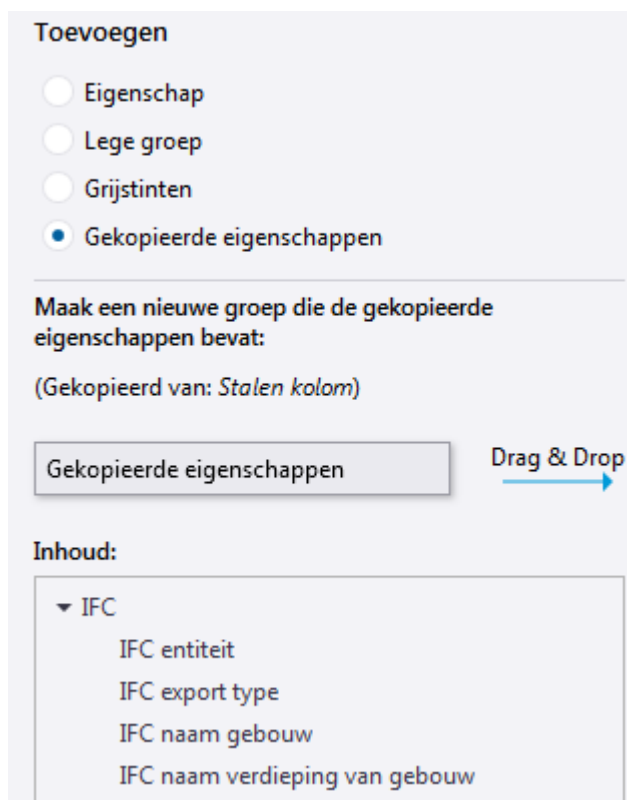 Toevoegen
Eigenschap
Lege groep
Grijstinten
Gekopieerde eigenschappen
Maak een nieuwe groep die de gekopieerde
eigenschappen bevat:
(Gekopieerd van: Stalen kolom)
Gekopieerde eigenschappen
Drag & Drop
Inhoud:
IFC
IFC entiteit
IFC export type
IFC naam gebouw
IFC naam verdieping van gebouw